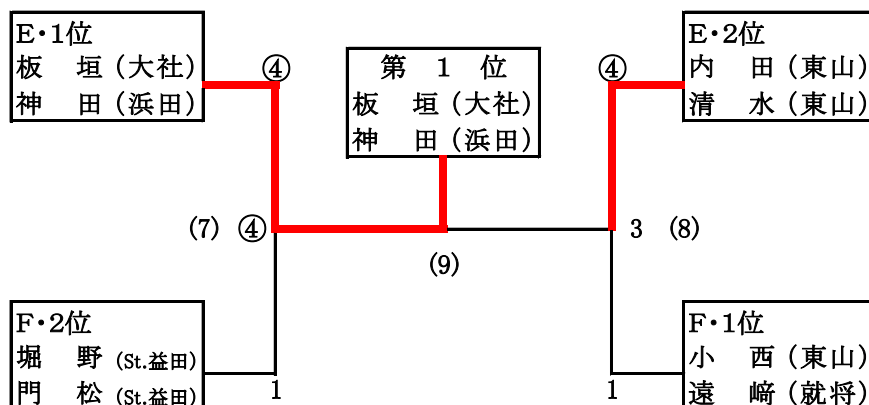 E・1位
板 垣 (大社)
神 田 (浜田)
④
第 1 位
板 垣 (大社)
神 田 (浜田)
④
E・2位
内 田 (東山)
清 水 (東山)
(7) ④
3 (8)
(9)
F・2位
堀 野 (St.益田)
門 松 (St.益田)
1
1
F・1位
小 西 (東山)
遠 﨑 (就将)